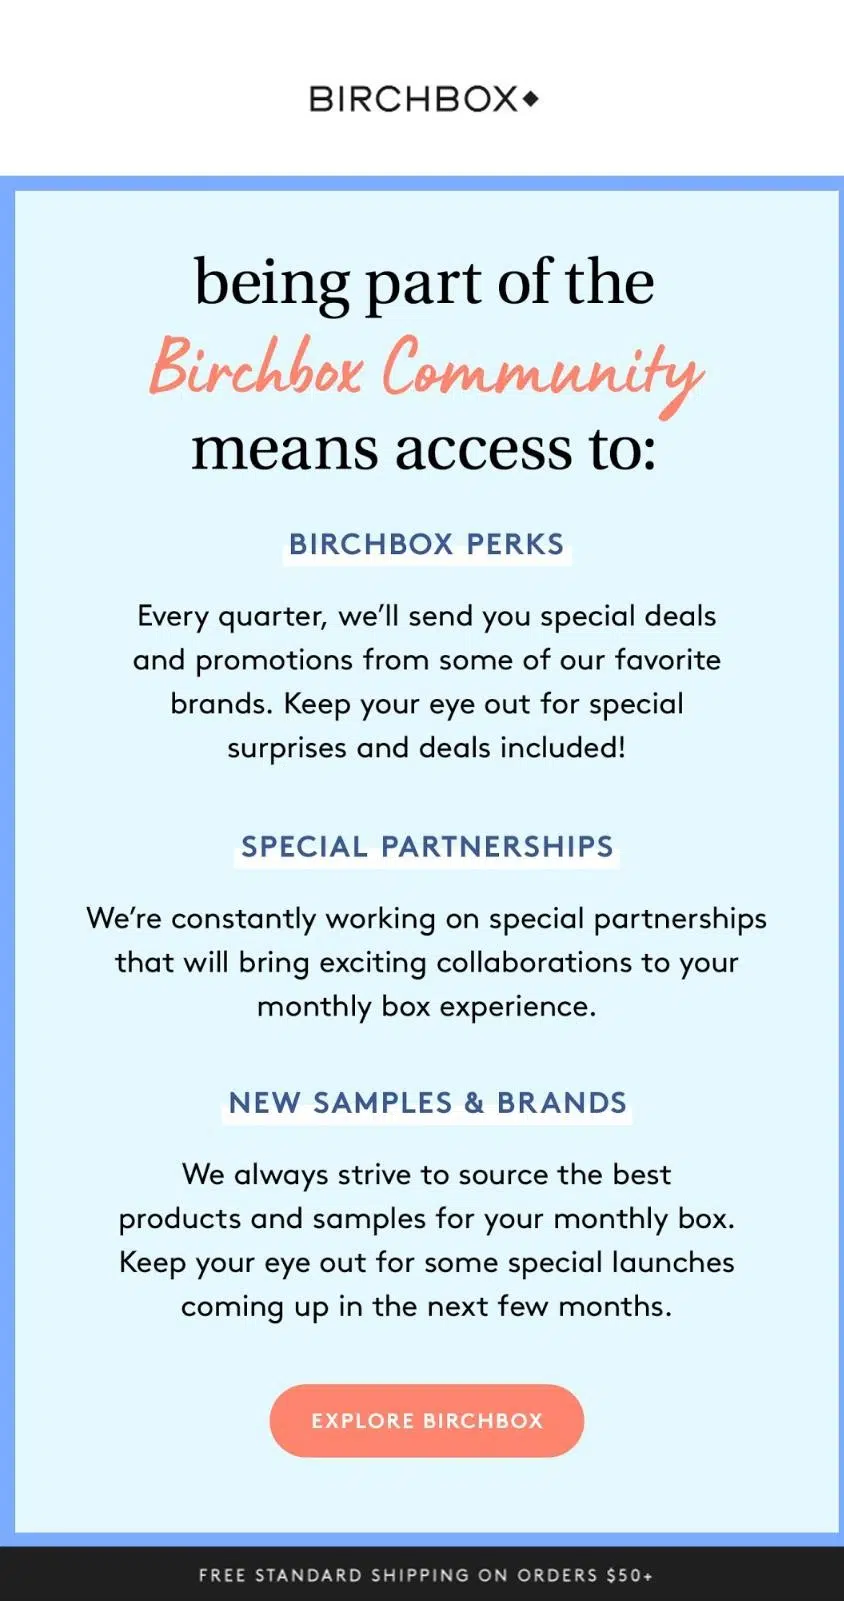 BIRCHBOX◆
being part of the
Birchbox Community
means access to:
BIRCHBOX PERKS
Every quarter, we’ll send you special deals
and promotions from some of our favorite
brands. Keep your eye out for special
surprises and deals included!
SPECIAL PARTNERSHIPS
We’re constantly working on special partnerships
that will bring exciting collaborations to your
monthly box experience.
NEW SAMPLES & BRANDS
We always strive to source the best
products and samples for your monthly box.
Keep your eye out for some special launches
coming up in the next few months.
EXPLORE BIRCHBOX
FREE STANDARD SHIPPING ON ORDERS $50+